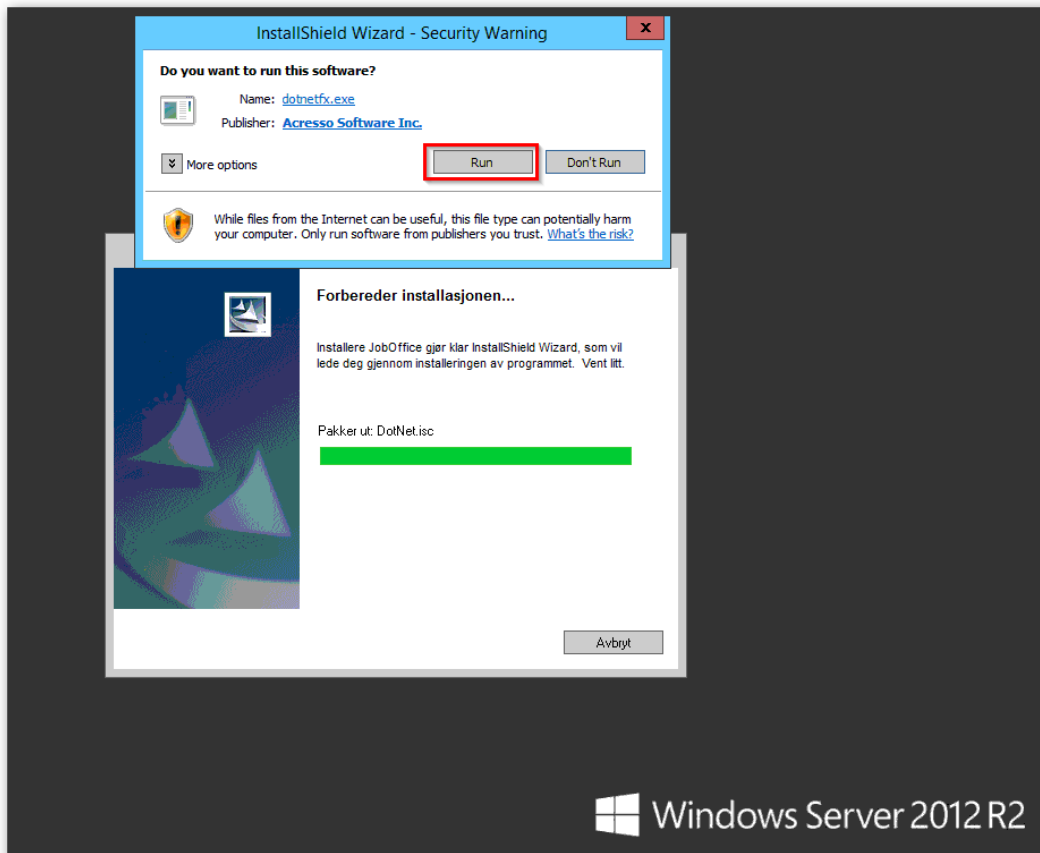 InstallShield Wizard - Security Warning
x
Do you want to run this software?
Name: dotnetfx.exe
Publisher: Acresso Software Inc.
More options
Run
Don't Run
While files from the Internet can be useful, this file type can potentially harm
your computer. Only run software from publishers you trust. What's the risk?
Forbereder installasjonen...
Installere JobOffice gjør klar InstallShield Wizard, som vil
lede deg gjennom installeringen av programmet. Vent litt.
Pakker ut: DotNet.isc
Avbryt
Windows Server 2012 R2